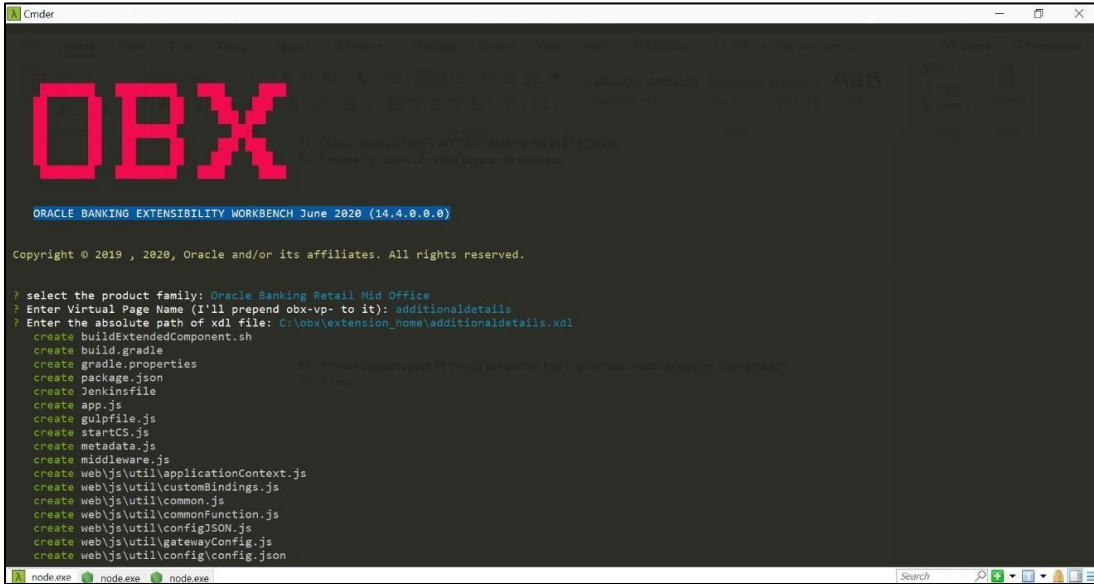 Cmder
OBX
ORACLE BANKING EXTENSIBILITY WORKBENCH June 2020 (14.4.0.0.0)
Copyright © 2019 , 2020, Oracle and/or its affiliates. All rights reserved.
? select the product family: Oracle Banking Retail Mid Office
? Enter Virtual Page Name (I'll prepend obx-vp- to it): additionaldetails
? Enter the absolute path of xdl file: C:\obx\extension_home\additionaldetails.xdl
create buildExtendedComponent.sh
create build.gradle
create gradle.properties
create package.json
create Jenkinsfile
create app.js
create gulpfile.js
create startCS.js
create metadata.js
create middleware.js
create web\js\util\applicationContext.js
create web\js\util\customBindings.js
create web\js\util\common.js
create web\js\util\commonFunction.js
create web\js\util\configJSON.js
create web\js\util\gatewayConfig.js
create web\js\util\config\config.json
node.exe node.exe node.exe Search